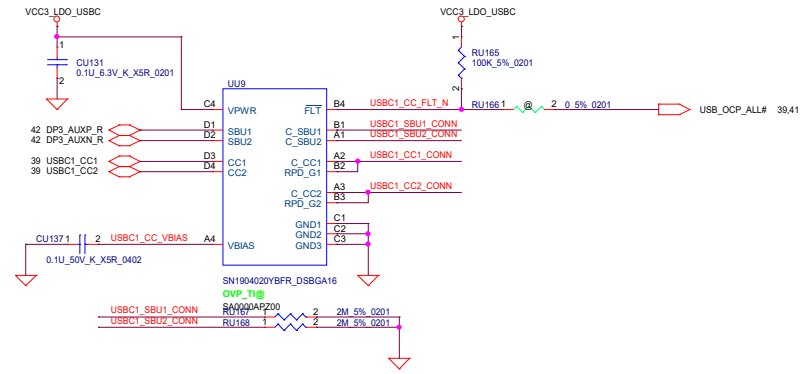 VCC3_LDO_USBC
VCC3_LDO_USBC
1
CU131
0.1U_6.3V_K_X5R_0201
2
1
RU165
100K_5%_0201
2
UU9
C4 VPWR FLT B4 USBC1_CC_FLT_N RU166 1 @ 2 0_5%_0201 USB_OCP_ALL# 39,41
42 DP3_AUXP_R D1 SBU1 C_SBU1 B1 USBC1_SBU1_CONN
42 DP3_AUXN_R D2 SBU2 C_SBU2 A1 USBC1_SBU2_CONN
39 USBC1_CC1 D3 CC1 C_CC1 A2 USBC1_CC1_CONN
39 USBC1_CC2 D4 CC2 RPD_G1 B2
C_CC2 A3 USBC1_CC2_CONN
RPD_G2 B3
GND1 C1
GND2 C2
CU137 1 2 USBC1_CC_VBIAS A4 VBIAS GND3 C3
0.1U_50V_K_X5R_0402
SN1904020YBFR_DSBGA16
OVP_TI@
SA0000APZ00
USBC1_SBU1_CONN RU167 1 2 2M_5%_0201
USBC1_SBU2_CONN RU168 1 2 2M_5%_0201